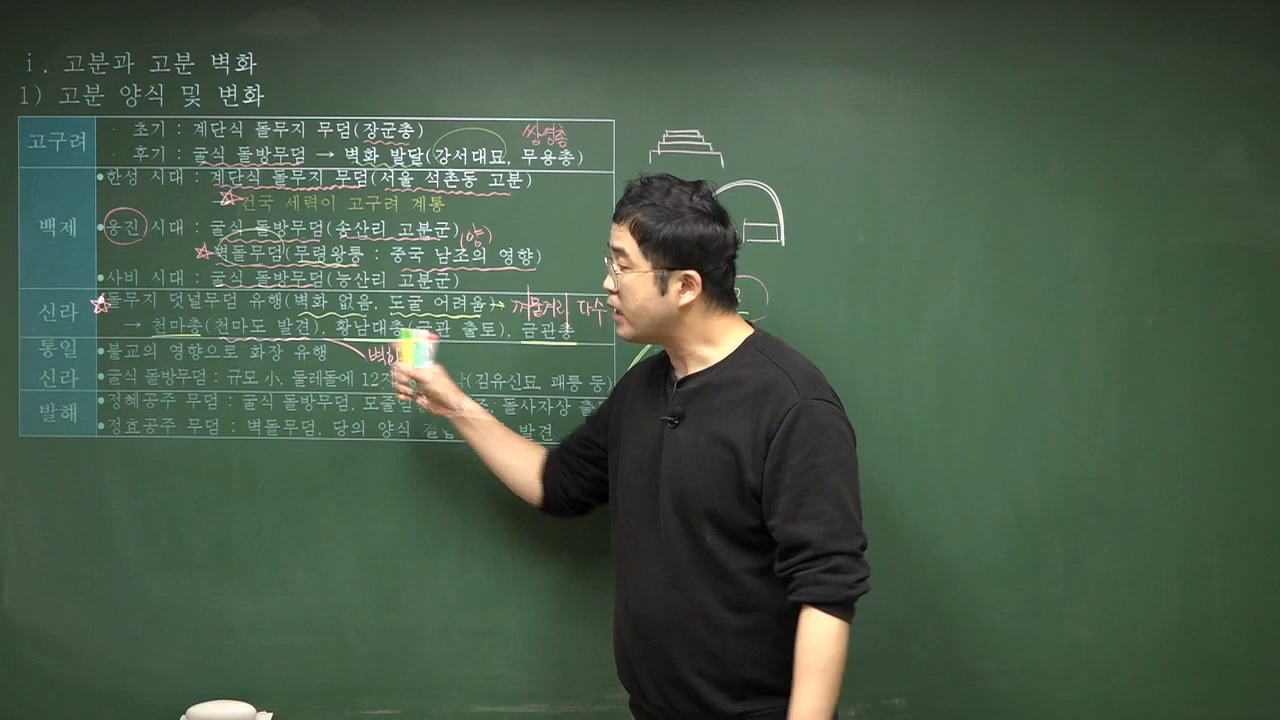 i. 고분과 고분 벽화
1) 고분 양식 및 변화
고구려
초기 : 계단식 돌무지 무덤(장군총)
쌍영총
후기 : 굴식 돌방무덤 → 벽화 발달(강서대묘, 무용총)
백제
•한성 시대 : 계단식 돌무지 무덤(서울 석촌동 고분)
건국 세력이 고구려 계통
•웅진 시대 : 굴식 돌방무덤(송산리 고분군)
(양)
벽돌무덤(무령왕릉 : 중국 남조의 영향)
•사비 시대 : 굴식 돌방무덤(능산리 고분군)
신라
돌무지 덧널무덤 유행(벽화 없음, 도굴 어려움) → 껴묻거리 다수
→ 천마총(천마도 발견), 황남대총(금관 출토), 금관총
통일 신라
•불교의 영향으로 화장 유행
•굴식 돌방무덤 : 규모 小, 둘레돌에 12 (김유신묘, 괘릉 등)
발해
•정혜공주 무덤 : 굴식 돌방무덤, 모줄임 돌사자상
•정효공주 무덤 : 벽돌무덤, 당의 양식 발견